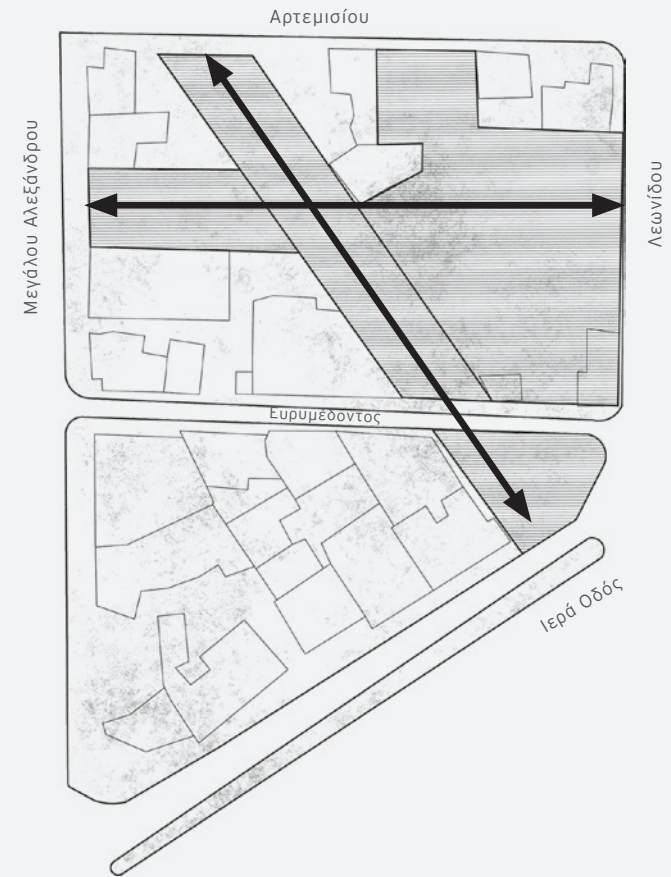 Αρτεμισίου
Μεγάλου Αλεξάνδρου
Λεωνίδου
Ευρυμέδοντος
Ιερά Οδός